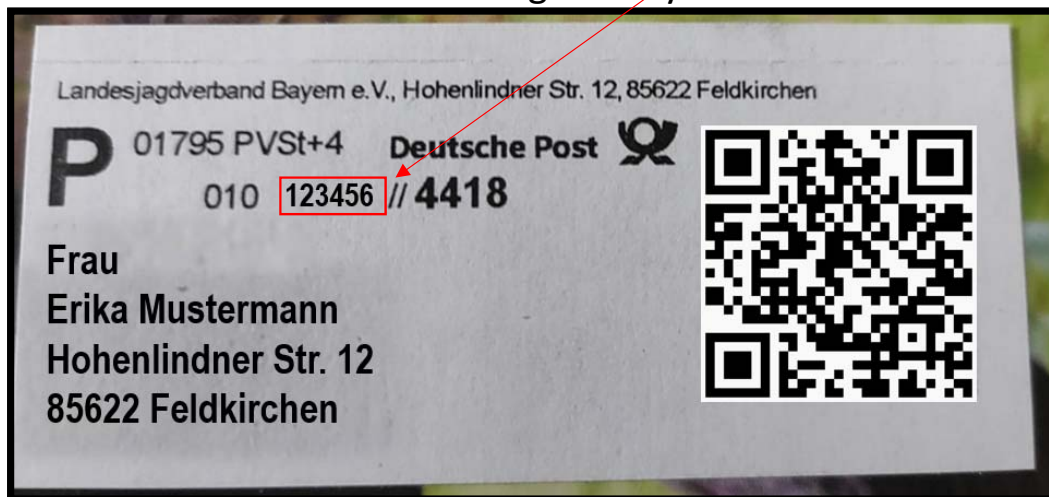 Landesjagdverband Bayern e.V., Hohenlindner Str. 12, 85622 Feldkirchen
P 01795 PVSt+4 Deutsche Post
010 123456 // 4418
Frau
Erika Mustermann
Hohenlindner Str. 12
85622 Feldkirchen